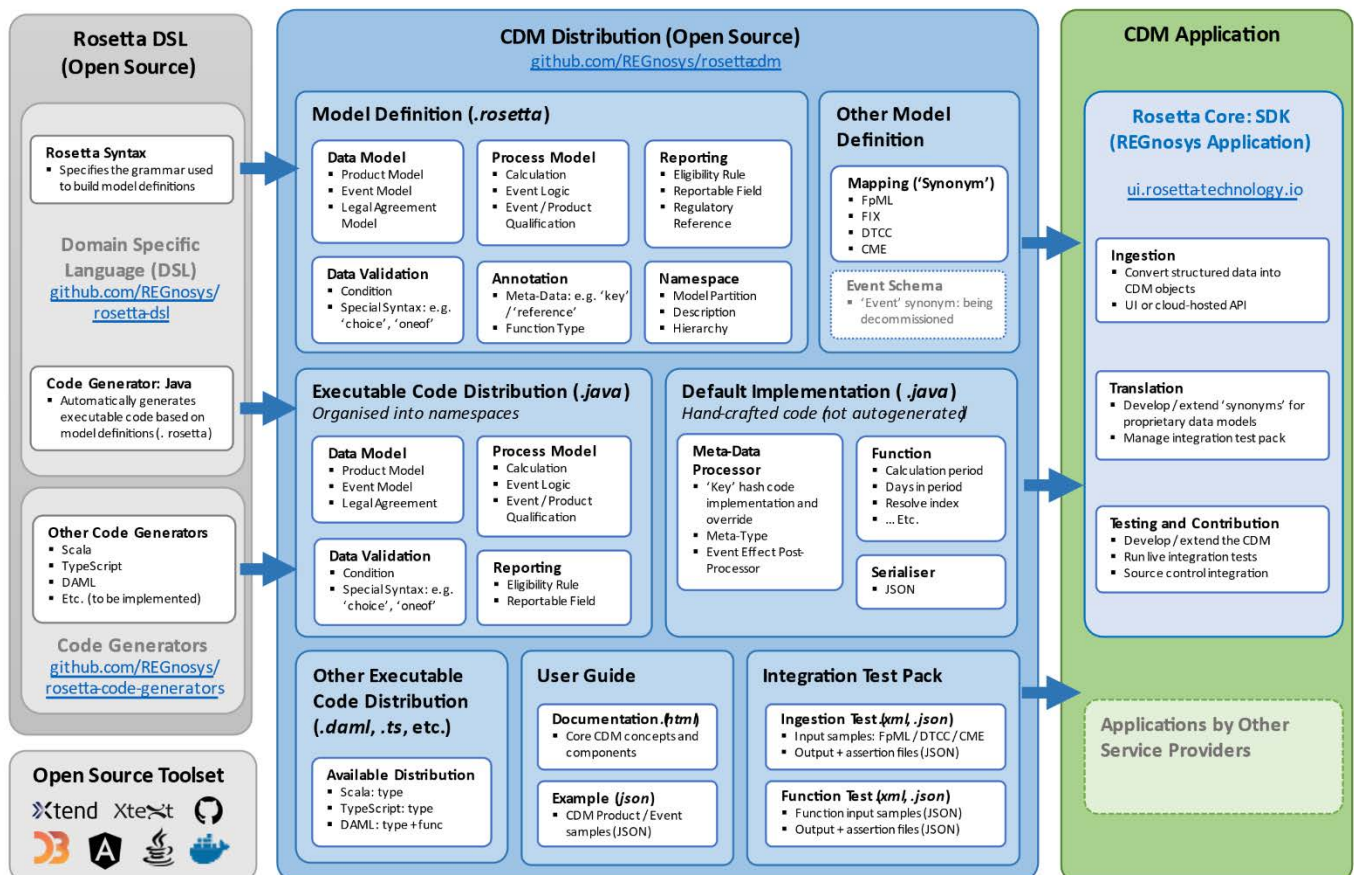 Rosetta DSL
(Open Source)
Rosetta Syntax
▪ Specifies the grammar used
to build model definitions
Domain Specific
Language (DSL)
github.com/REGnosys/
rosetta-dsl
Code Generator: Java
▪ Automatically generates
executable code based on
model definitions (. rosetta)
Other Code Generators
▪ Scala
▪ TypeScript
▪ DAML
▪ Etc. (to be implemented)
Code Generators
github.com/REGnosys/
rosetta-code-generators
Open Source Toolset
Xtend Xtext
CDM Distribution (Open Source)
github.com/REGnosys/rosettacdm
Model Definition (.rosetta)
Data Model
▪ Product Model
▪ Event Model
▪ Legal Agreement
Model
Process Model
▪ Calculation
▪ Event Logic
▪ Event / Product
Qualification
Reporting
▪ Eligibility Rule
▪ Reportable Field
▪ Regulatory
Reference
Data Validation
▪ Condition
▪ Special Syntax: e.g.
‘choice’, ‘oneof’
Annotation
▪ Meta-Data: e.g. ‘key’
/ ‘reference’
▪ Function Type
Namespace
▪ Model Partition
▪ Description
▪ Hierarchy
Other Model
Definition
Mapping (‘Synonym’)
▪ FpML
▪ FIX
▪ DTCC
▪ CME
Event Schema
▪ ‘Event’ synonym: being
decommissioned
Executable Code Distribution (.java)
Organised into namespaces
Data Model
▪ Product Model
▪ Event Model
▪ Legal Agreement
Process Model
▪ Calculation
▪ Event Logic
▪ Event / Product
Qualification
Data Validation
▪ Condition
▪ Special Syntax: e.g.
‘choice’, ‘oneof’
Reporting
▪ Eligibility Rule
▪ Reportable Field
Default Implementation ( .java)
Hand-crafted code (not auto-generated)
Meta-Data
Processor
▪ ‘Key’ hash code
implementation and
override
▪ Meta-Type
▪ Event Effect Post-
Processor
Function
▪ Calculation period
▪ Days in period
▪ Resolve index
▪ … Etc.
Serialiser
▪ JSON
Other Executable
Code Distribution
(.daml, .ts, etc.)
Available Distribution
▪ Scala: type
▪ TypeScript: type
▪ DAML: type + func
User Guide
Documentation.(html)
▪ Core CDM concepts and
components
Example (json)
▪ CDM Product / Event
samples (JSON)
Integration Test Pack
Ingestion Test.(xml, .json)
▪ Input samples: FpML / DTCC / CME
▪ Output + assertion files (JSON)
Function Test.(xml, .json)
▪ Function input samples (JSON)
▪ Output + assertion files (JSON)
CDM Application
Rosetta Core: SDK
(REGnosys Application)
ui.rosetta-technology.io
Ingestion
▪ Convert structured data into
CDM objects
▪ UI or cloud-hosted API
Translation
▪ Develop / extend ‘synonyms’ for
proprietary data models
▪ Manage integration test pack
Testing and Contribution
▪ Develop / extend the CDM
▪ Run live integration tests
▪ Source control integration
Applications by Other
Service Providers